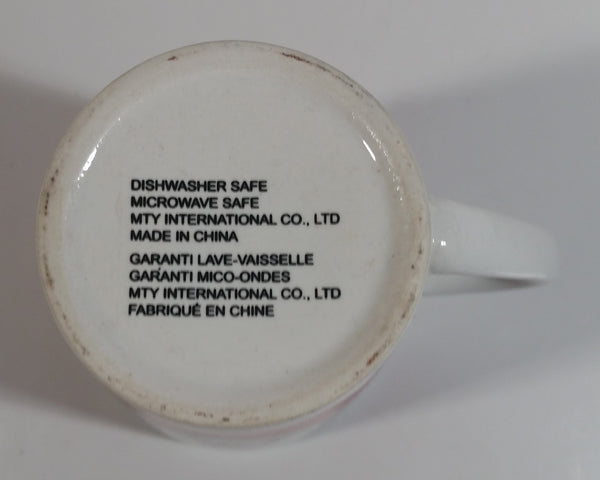 DISHWASHER SAFE
MICROWAVE SAFE
MTY INTERNATIONAL CO., LTD
MADE IN CHINA
GARANTI LAVE-VAISSELLE
GARANTI MICO-ONDES
MTY INTERNATIONAL CO., LTD
FABRIQUÉ EN CHINE